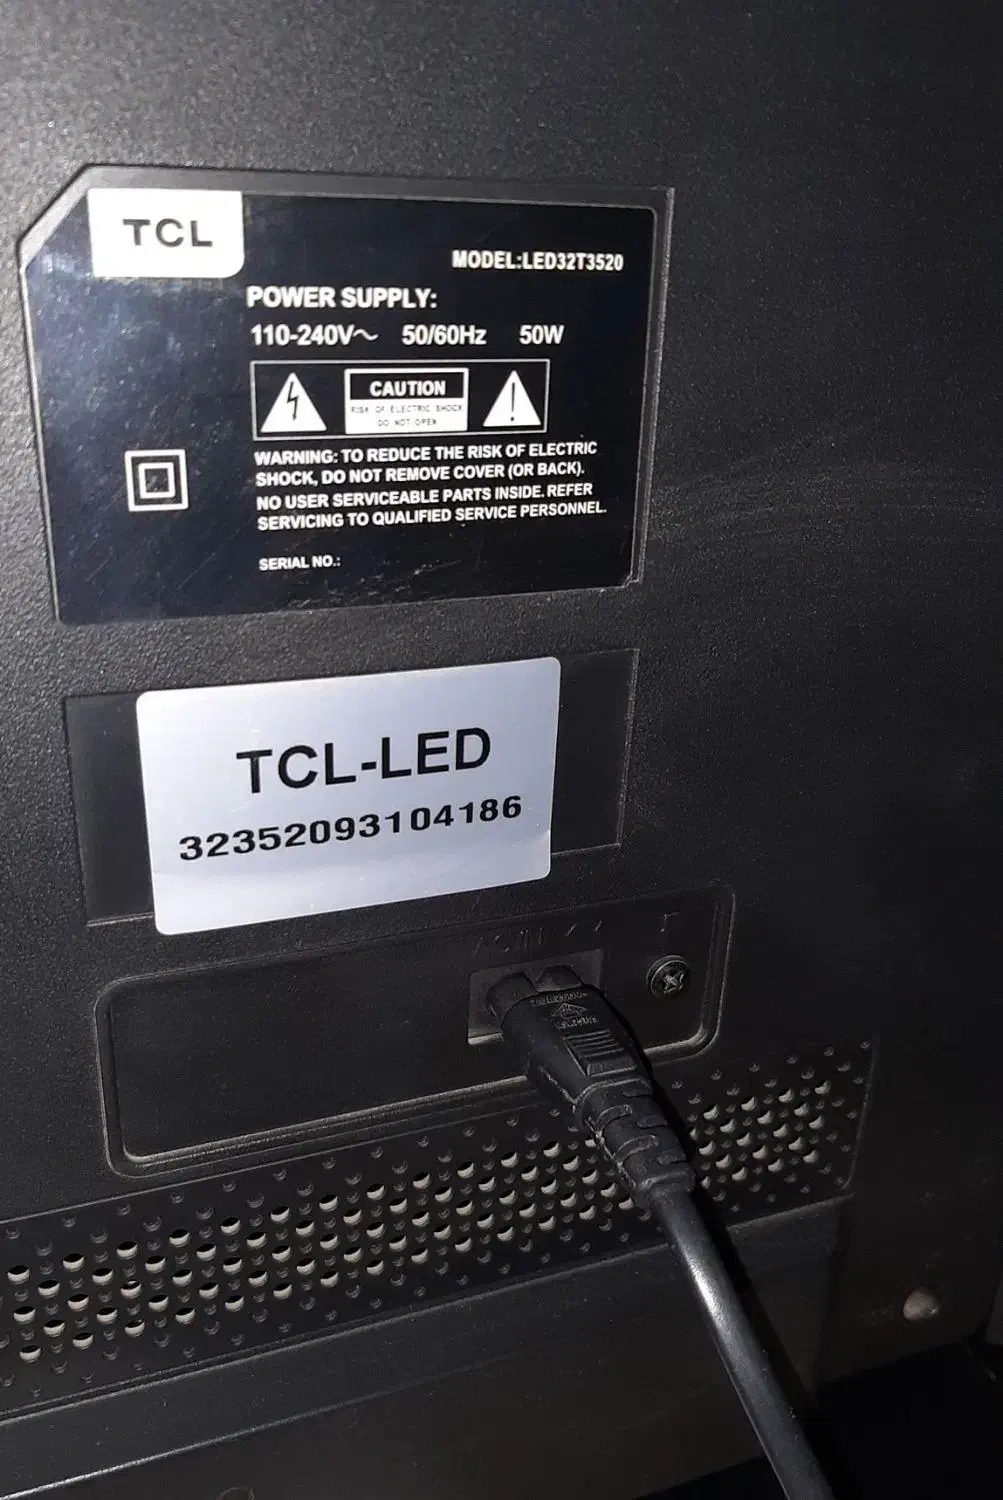 TCL
MODEL:LED32T3520
POWER SUPPLY:
110-240V～ 50/60Hz 50W
CAUTION
RISK OF ELECTRIC SHOCK
DO NOT OPEN
WARNING: TO REDUCE THE RISK OF ELECTRIC
SHOCK, DO NOT REMOVE COVER (OR BACK).
NO USER SERVICEABLE PARTS INSIDE. REFER
SERVICING TO QUALIFIED SERVICE PERSONNEL.
SERIAL NO.:
TCL-LED
32352093104186